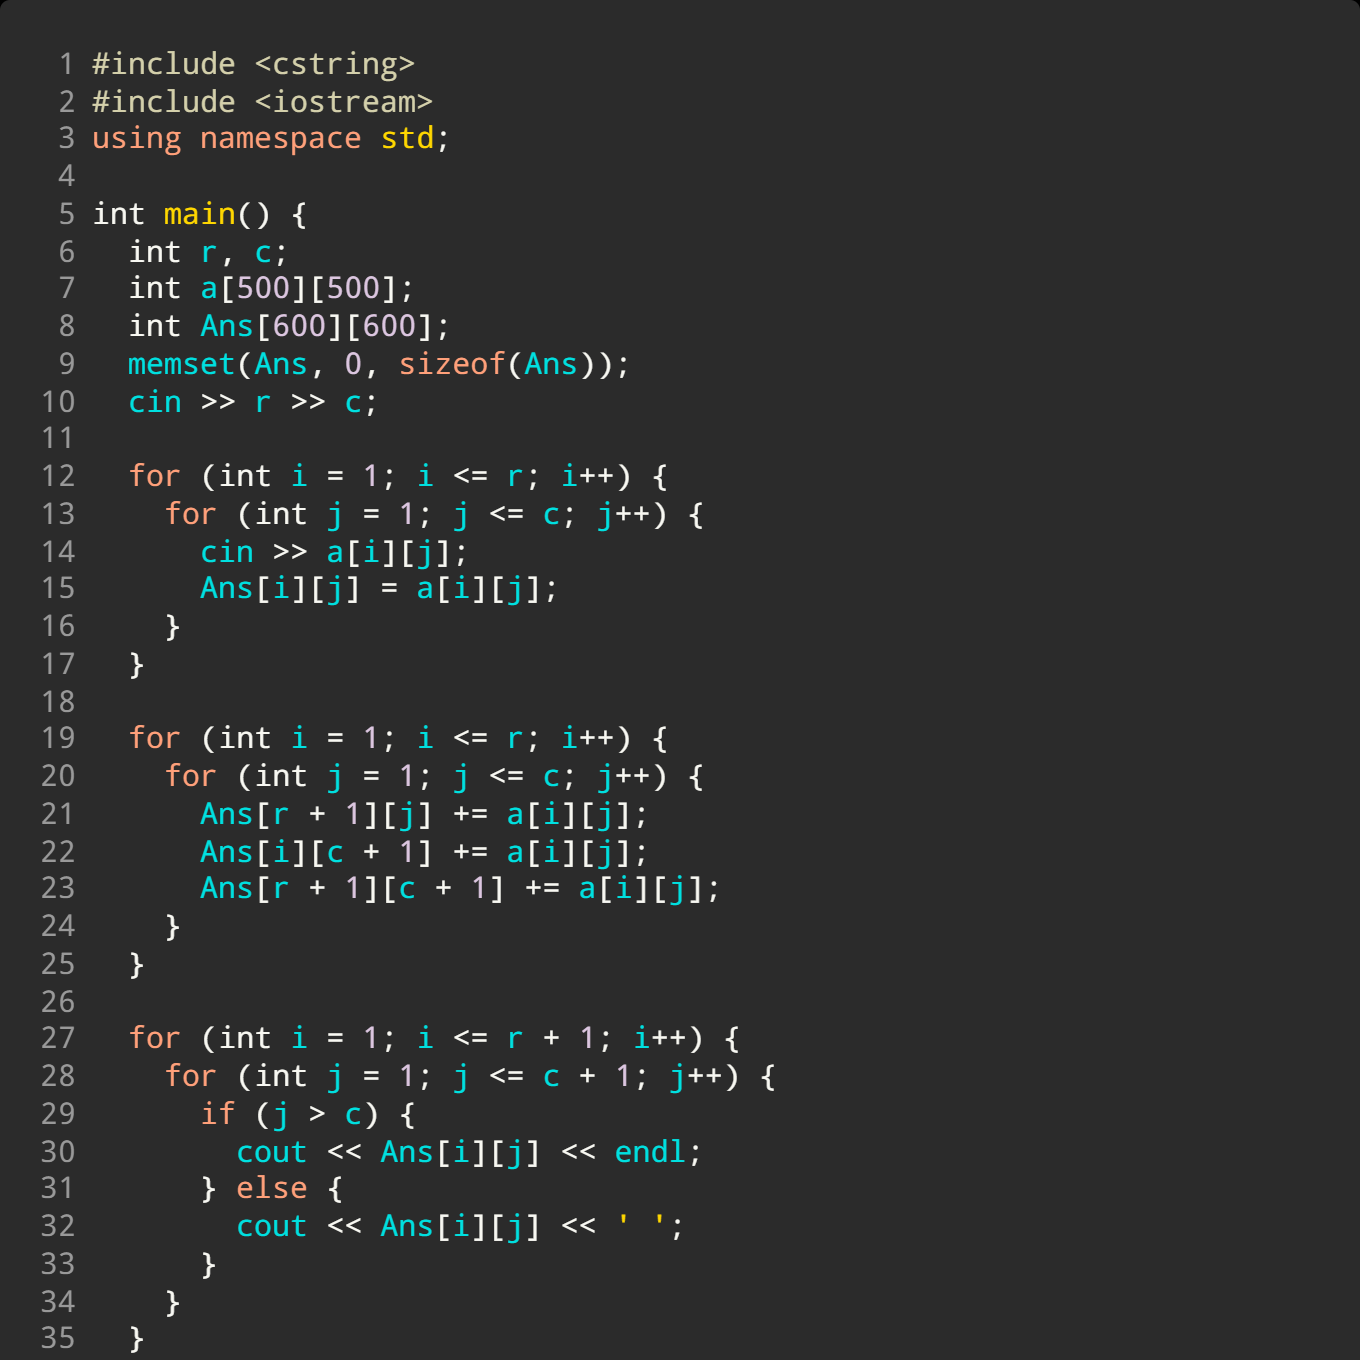 1 #include <cstring>
2 #include <iostream>
3 using namespace std;
4
5 int main() {
6   int r, c;
7   int a[500][500];
8   int Ans[600][600];
9   memset(Ans, 0, sizeof(Ans));
10   cin >> r >> c;
11
12   for (int i = 1; i <= r; i++) {
13     for (int j = 1; j <= c; j++) {
14       cin >> a[i][j];
15       Ans[i][j] = a[i][j];
16     }
17   }
18
19   for (int i = 1; i <= r; i++) {
20     for (int j = 1; j <= c; j++) {
21       Ans[r + 1][j] += a[i][j];
22       Ans[i][c + 1] += a[i][j];
23       Ans[r + 1][c + 1] += a[i][j];
24     }
25   }
26
27   for (int i = 1; i <= r + 1; i++) {
28     for (int j = 1; j <= c + 1; j++) {
29       if (j > c) {
30         cout << Ans[i][j] << endl;
31       } else {
32         cout << Ans[i][j] << ' ';
33       }
34     }
35   }